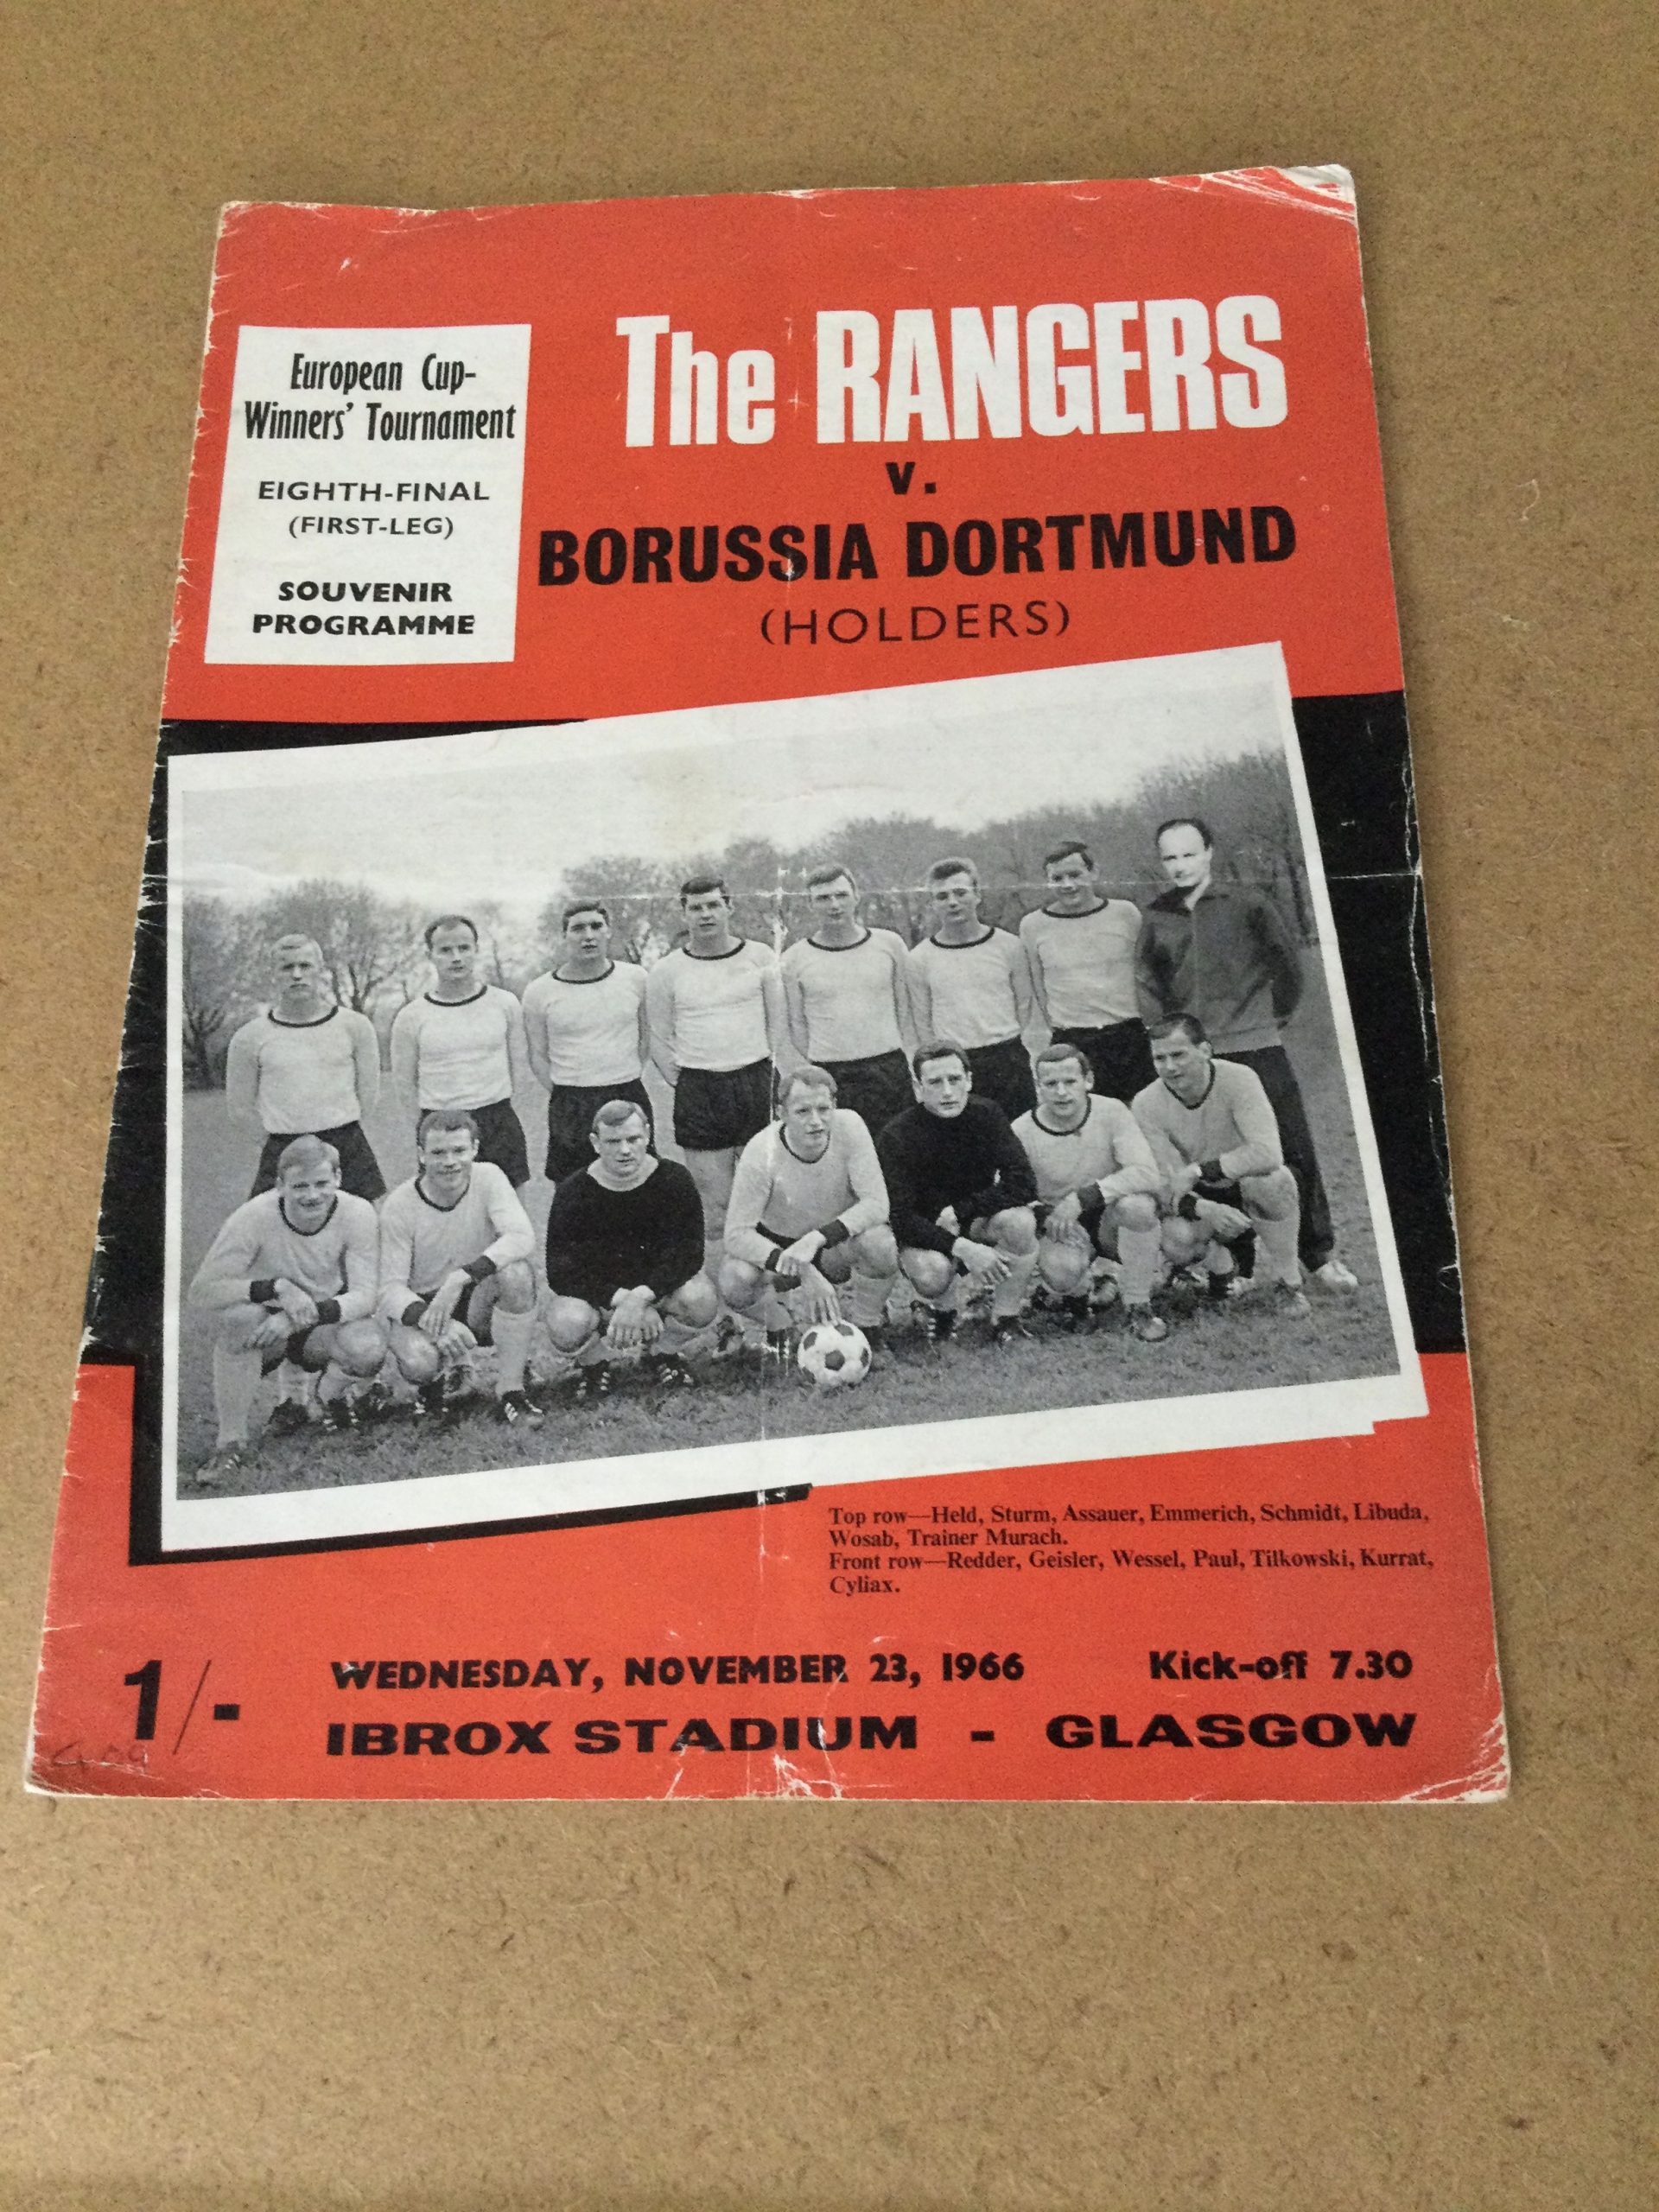 The RANGERS
v.
BORUSSIA DORTMUND
(HOLDERS)
European Cup-
Winners' Tournament
EIGHTH-FINAL
(FIRST-LEG)
SOUVENIR
PROGRAMME
Top row—Held, Sturm, Assauer, Emmerich, Schmidt, Libuda,
Wosab, Trainer Murach.
Front row—Redder, Geisler, Wessel, Paul, Tilkowski, Kurrat,
Cyliax.
1/-
WEDNESDAY, NOVEMBER 23, 1966 Kick-off 7.30
IBROX STADIUM - GLASGOW